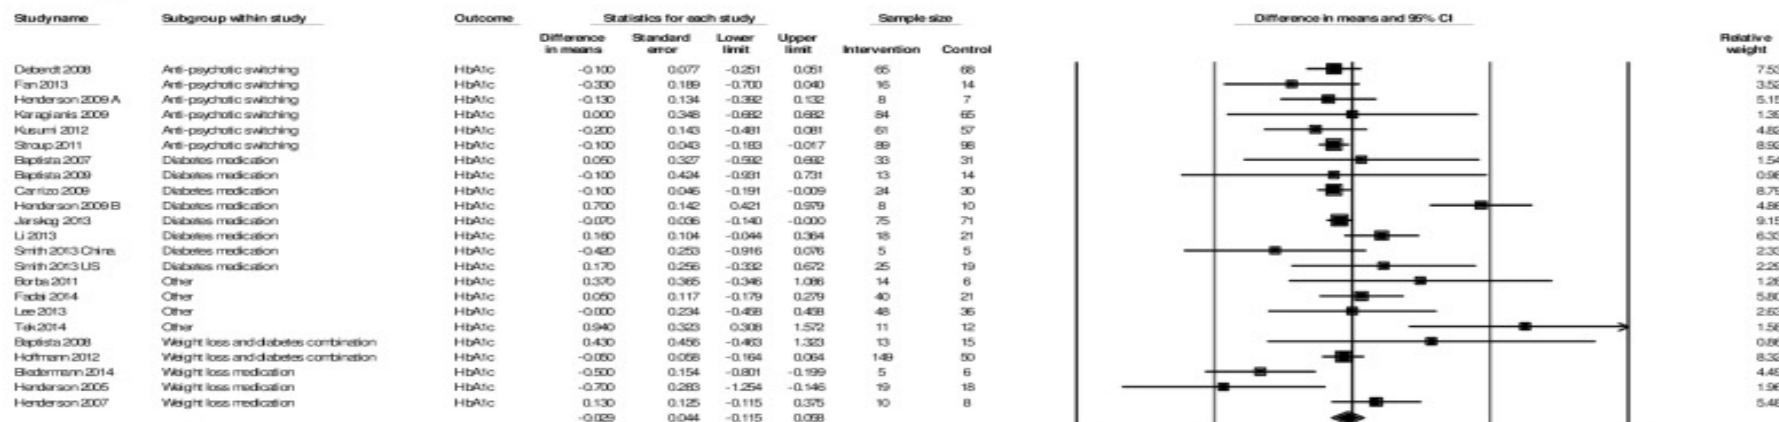 Study name Subgroup within study Outcome Statistics for each study Sample size Difference in means and 95% CI
Difference in means Standard error Lower limit Upper limit Intervention Control Relative weight
Deberdt 2008 Anti-psychotic switching HbA1c -0.100 0.077 -0.251 0.051 65 68 7.53
Fan 2013 Anti-psychotic switching HbA1c -0.330 0.189 -0.700 0.040 16 14 3.52
Henderson 2009 A Anti-psychotic switching HbA1c -0.130 0.134 -0.392 0.132 8 7 5.15
Karagianis 2009 Anti-psychotic switching HbA1c 0.000 0.348 -0.682 0.682 84 65 1.39
Kusumi 2012 Anti-psychotic switching HbA1c -0.200 0.143 -0.481 0.081 61 57 4.82
Stroup 2011 Anti-psychotic switching HbA1c -0.100 0.043 -0.183 -0.017 89 98 8.92
Baptista 2007 Diabetes medication HbA1c 0.050 0.327 -0.592 0.692 33 31 1.54
Baptista 2009 Diabetes medication HbA1c -0.100 0.424 -0.931 0.731 13 14 0.96
Carrizo 2009 Diabetes medication HbA1c -0.100 0.046 -0.191 -0.009 24 30 8.79
Henderson 2009 B Diabetes medication HbA1c 0.700 0.142 0.421 0.979 8 10 4.86
Jarskog 2013 Diabetes medication HbA1c -0.070 0.036 -0.140 -0.000 75 71 9.15
Li 2013 Diabetes medication HbA1c 0.160 0.104 -0.044 0.364 18 21 6.33
Smith 2013 China Diabetes medication HbA1c -0.420 0.253 -0.916 0.076 5 5 2.33
Smith 2013 US Diabetes medication HbA1c 0.170 0.256 -0.332 0.672 25 19 2.29
Borba 2011 Other HbA1c 0.370 0.365 -0.346 1.086 14 6 1.28
Fadai 2014 Other HbA1c 0.050 0.117 -0.179 0.279 40 21 5.80
Lee 2013 Other HbA1c -0.000 0.234 -0.458 0.458 48 36 2.63
Tek 2014 Other HbA1c 0.940 0.323 0.308 1.572 11 12 1.58
Baptista 2008 Weight loss and diabetes combination HbA1c 0.430 0.456 -0.463 1.323 13 15 0.86
Hoffmann 2012 Weight loss and diabetes combination HbA1c -0.050 0.058 -0.164 0.064 149 50 8.32
Biedermann 2014 Weight loss medication HbA1c -0.500 0.154 -0.801 -0.199 5 6 4.49
Henderson 2005 Weight loss medication HbA1c -0.700 0.283 -1.254 -0.146 19 18 1.96
Henderson 2007 Weight loss medication HbA1c 0.130 0.125 -0.115 0.375 10 8 5.48
-0.029 0.044 -0.115 0.058